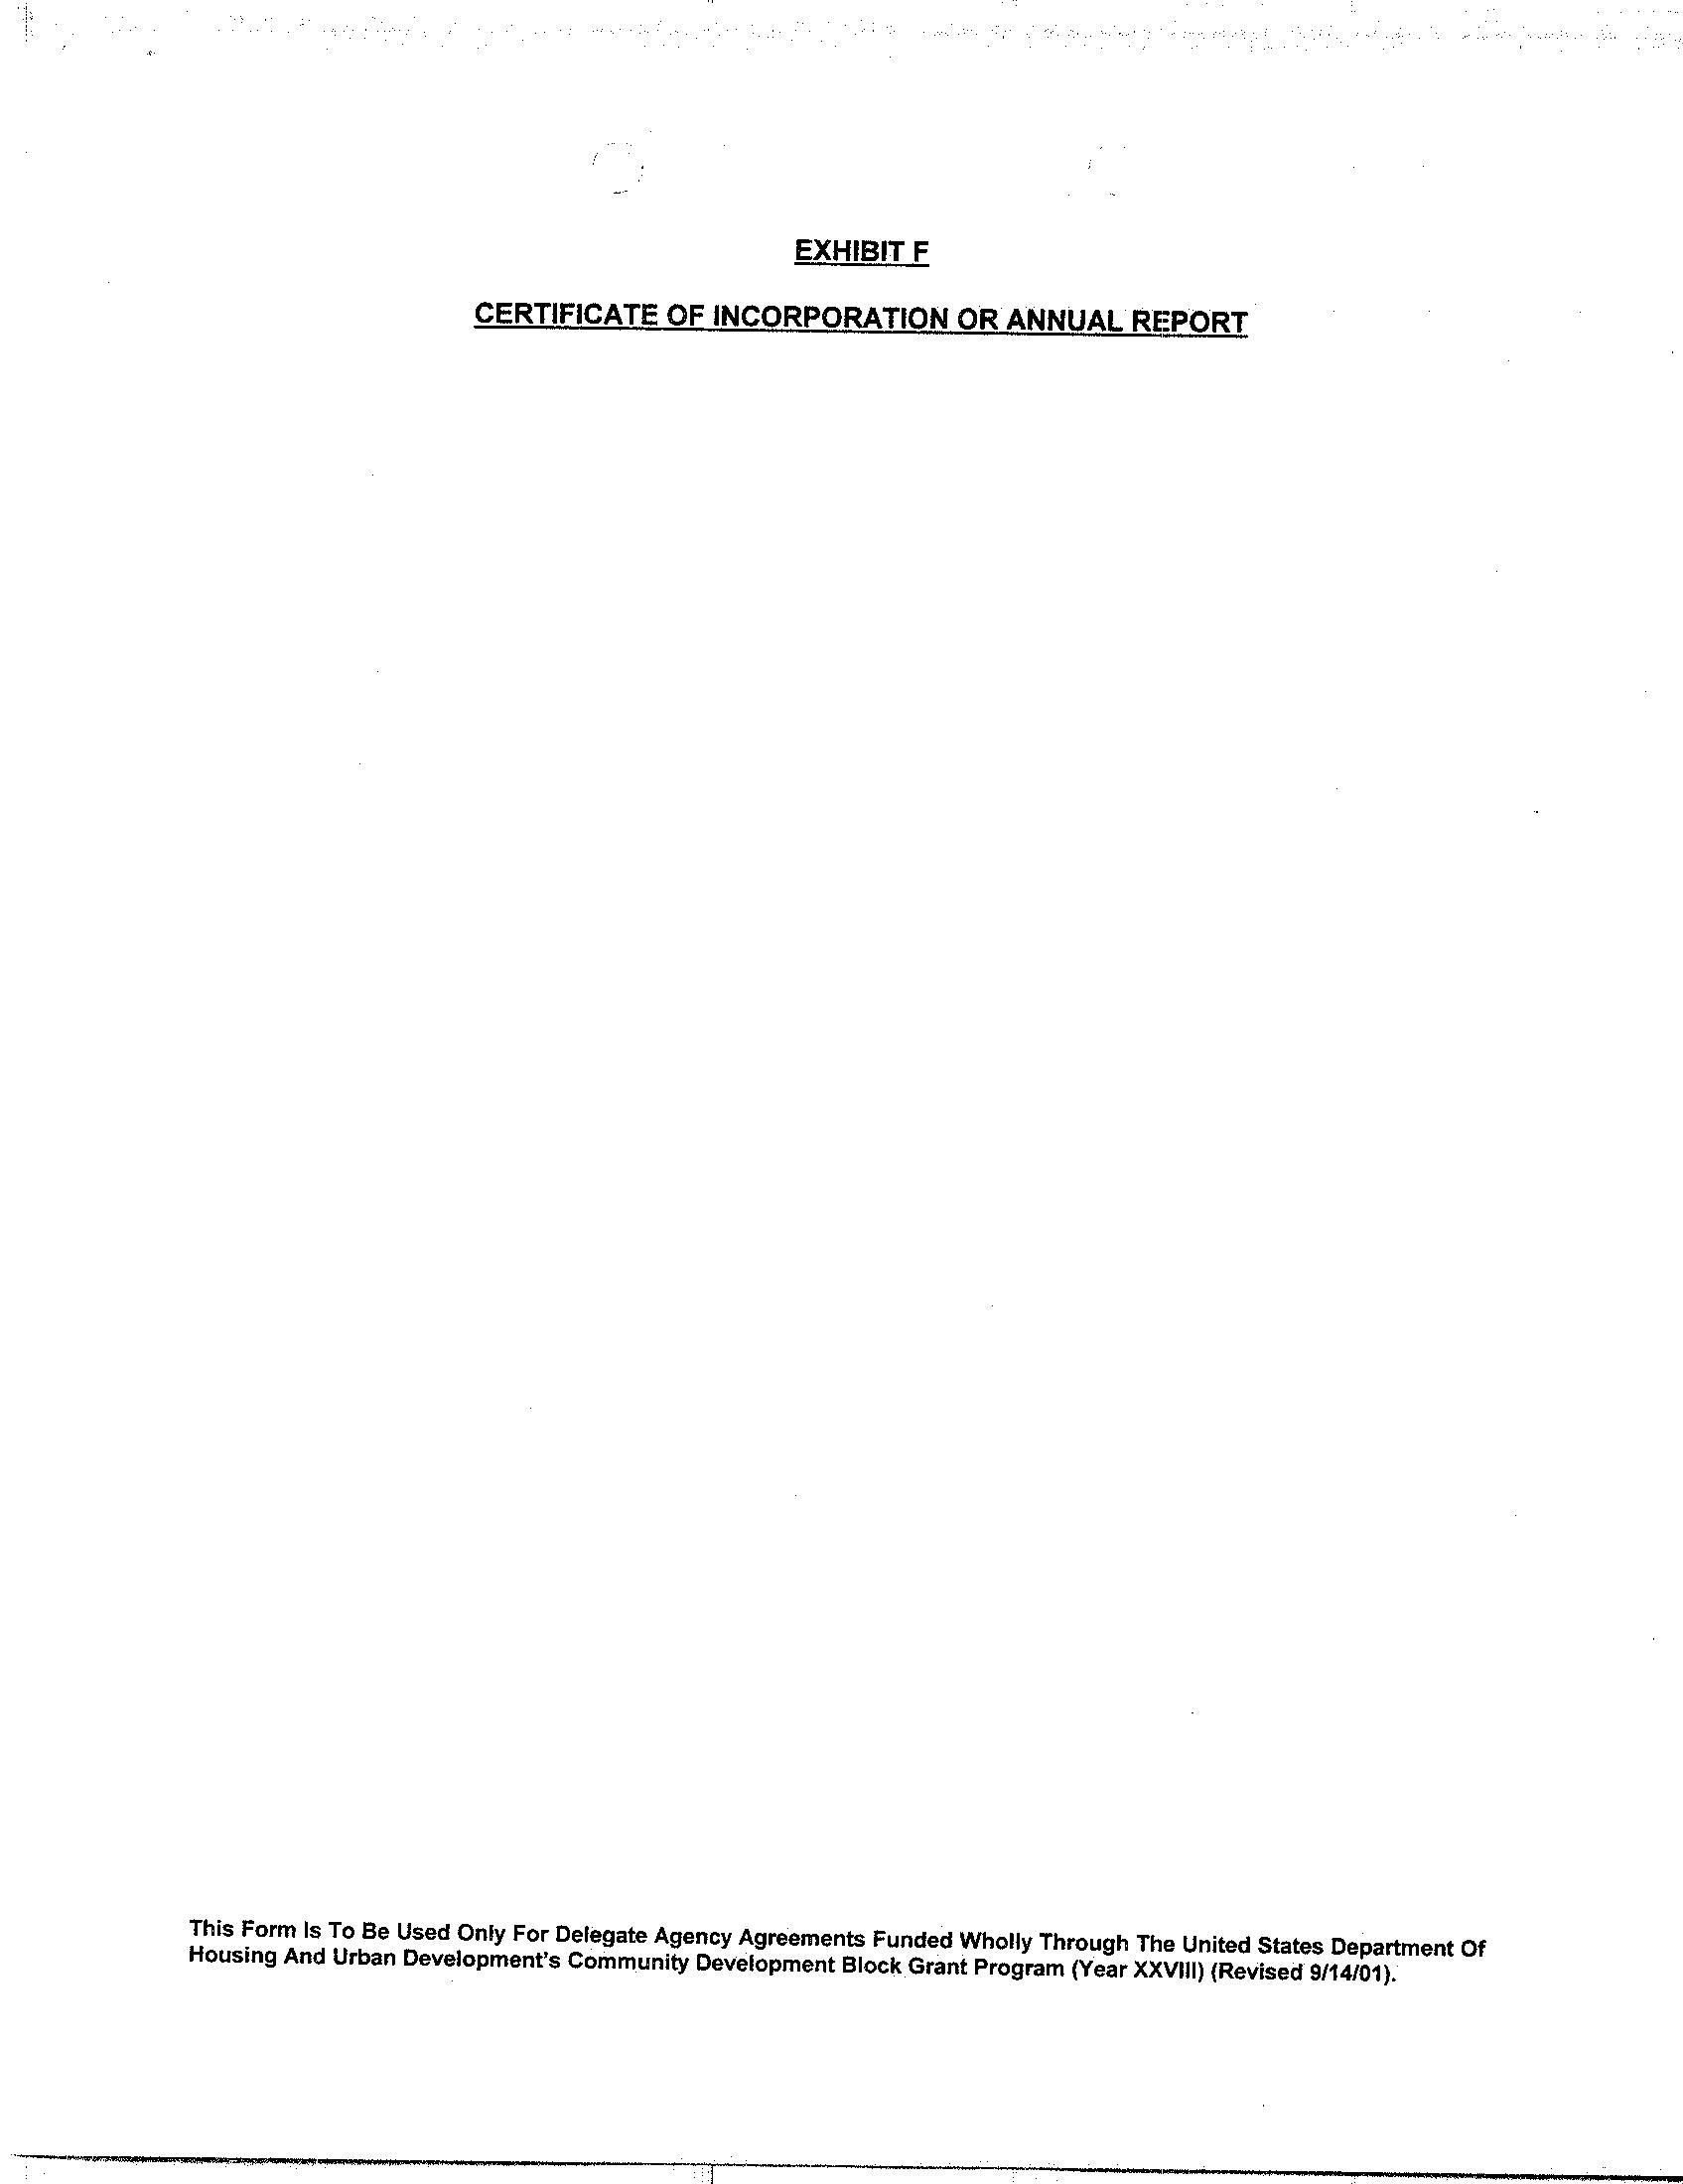 EXHIBIT F
CERTIFICATE OF INCORPORATION OR ANNUAL REPORT
This Form Is To Be Used Only For Delegate Agency Agreements Funded Wholly Through The United States Department Of
Housing And Urban Development's Community Development Block Grant Program (Year XXVIII) (Revised 9/14/01).